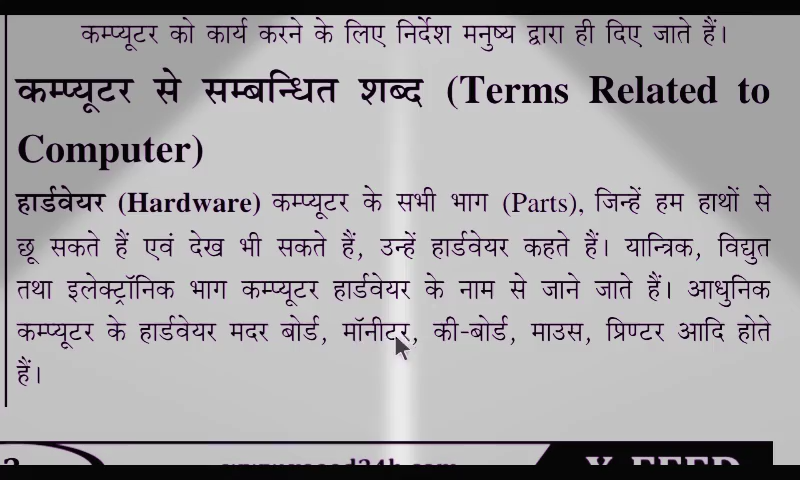 कम्प्यूटर को कार्य करने के लिए निर्देश मनुष्य द्वारा ही दिए जाते हैं।
कम्प्यूटर से सम्बन्धित शब्द (Terms Related to
Computer)
हार्डवेयर (Hardware) कम्प्यूटर के सभी भाग (Parts), जिन्हें हम हाथों से
छू सकते हैं एवं देख भी सकते हैं, उन्हें हार्डवेयर कहते हैं। यान्त्रिक, विद्युत
तथा इलेक्ट्रॉनिक भाग कम्प्यूटर हार्डवेयर के नाम से जाने जाते हैं। आधुनिक
कम्प्यूटर के हार्डवेयर मदर बोर्ड, मॉनीटर, की-बोर्ड, माउस, प्रिण्टर आदि होते
हैं।